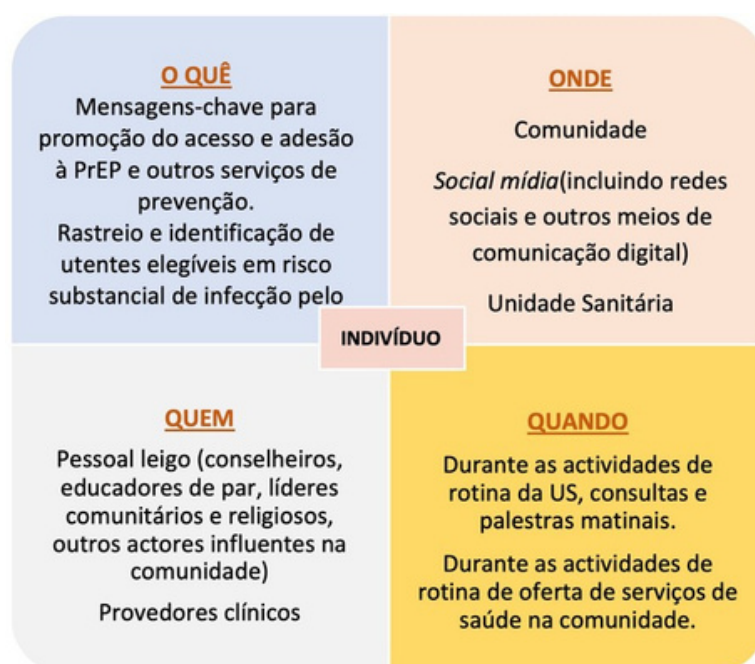 O QUÊ
Mensagens-chave para
promoção do acesso e adesão
à PrEP e outros serviços de
prevenção.
Rastreio e identificação de
utentes elegíveis em risco
substancial de infecção pelo
ONDE
Comunidade
Social mídia(incluindo redes
sociais e outros meios de
comunicação digital)
Unidade Sanitária
INDIVÍDUO
QUEM
Pessoal leigo (conselheiros,
educadores de par, líderes
comunitários e religiosos,
outros actores influentes na
comunidade)
Provedores clínicos
QUANDO
Durante as actividades de
rotina da US, consultas e
palestras matinais.
Durante as actividades de
rotina de oferta de serviços de
saúde na comunidade.